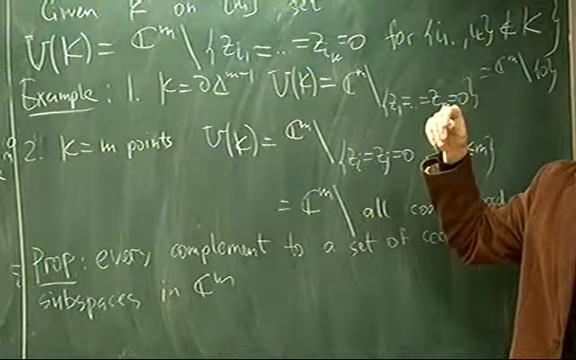 Given K on [m], set
U(K) = ℂ^m \ {z_{i_1} = ... = z_{i_k} = 0 for {i_1, .., i_k} ∉ K}
Example: 1. K = ∂Δ^{m-1} U(K) = ℂ^m \ {z_1 = ... = z_m = 0} = ℂ^m \ {0}
2. K = m points U(K) = ℂ^m \ {z_i = z_j = 0 ≤ m}
= ℂ^m \ all
Prop: every complement to a set of
subspaces in ℂ^m